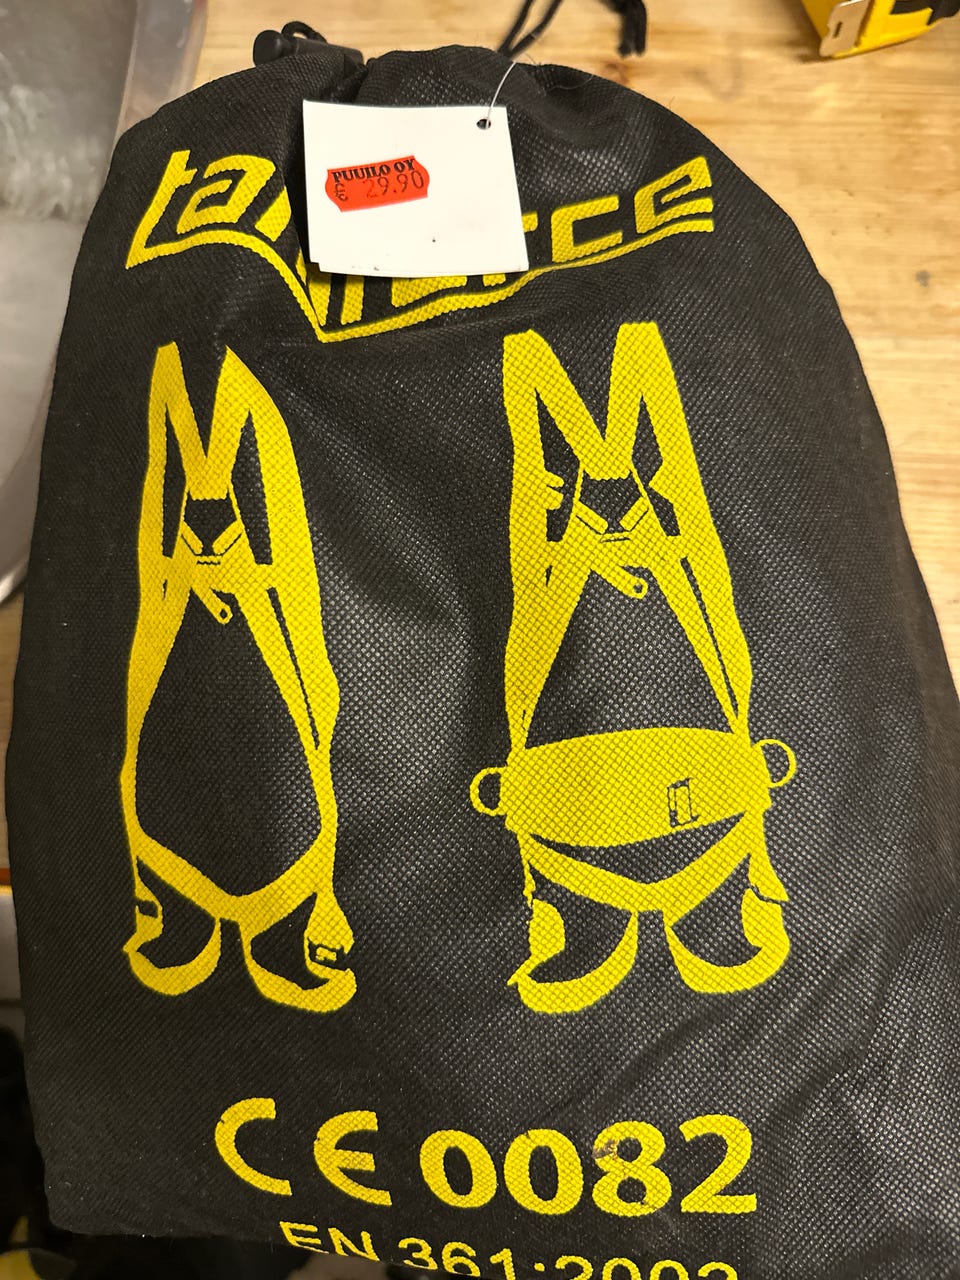 PUUILO OY
€ 29.90
CE 0082
EN 361:2002